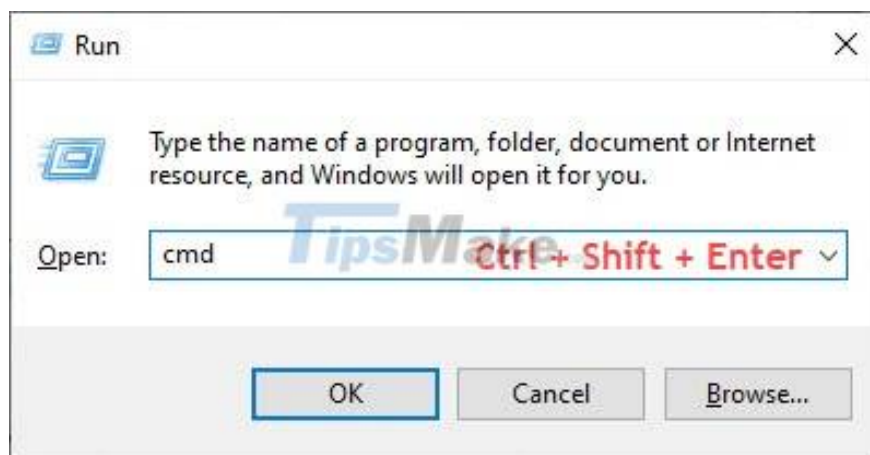 Run
Type the name of a program, folder, document or Internet
resource, and Windows will open it for you.
TipsMake
Open: cmd Ctrl + Shift + Enter
OK Cancel Browse...